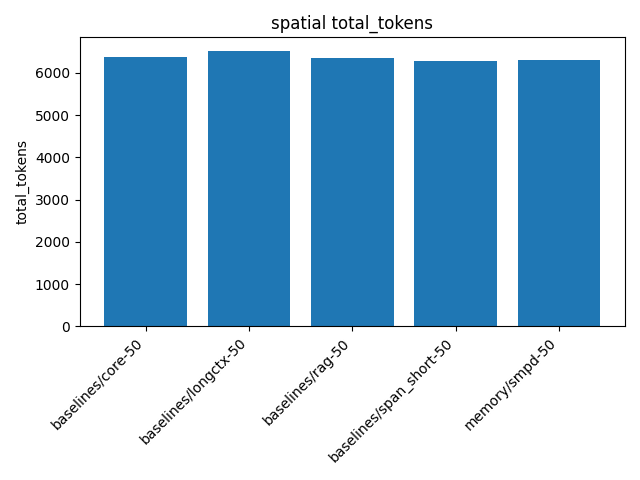 spatial total_tokens
total_tokens
6000
5000
4000
3000
2000
1000
0
baselines/core-50
baselines/longctx-50
baselines/rag-50
baselines/span_short-50
memory/smpd-50